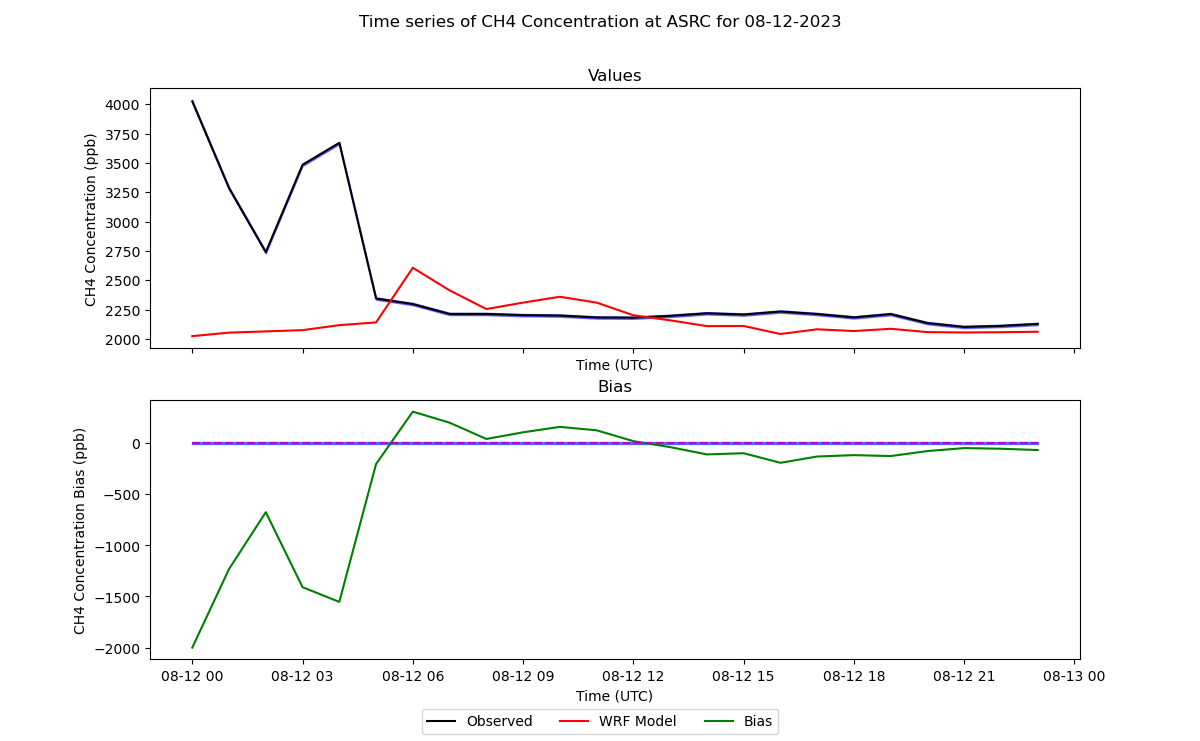 Time series of CH4 Concentration at ASRC for 08-12-2023
Values
CH4 Concentration (ppb)
4000
3750
3500
3250
3000
2750
2500
2250
2000
Time (UTC)
Bias
CH4 Concentration Bias (ppb)
0
−500
−1000
−1500
−2000
08-12 00 08-12 03 08-12 06 08-12 09 08-12 12 08-12 15 08-12 18 08-12 21 08-13 00
Time (UTC)
Observed WRF Model Bias